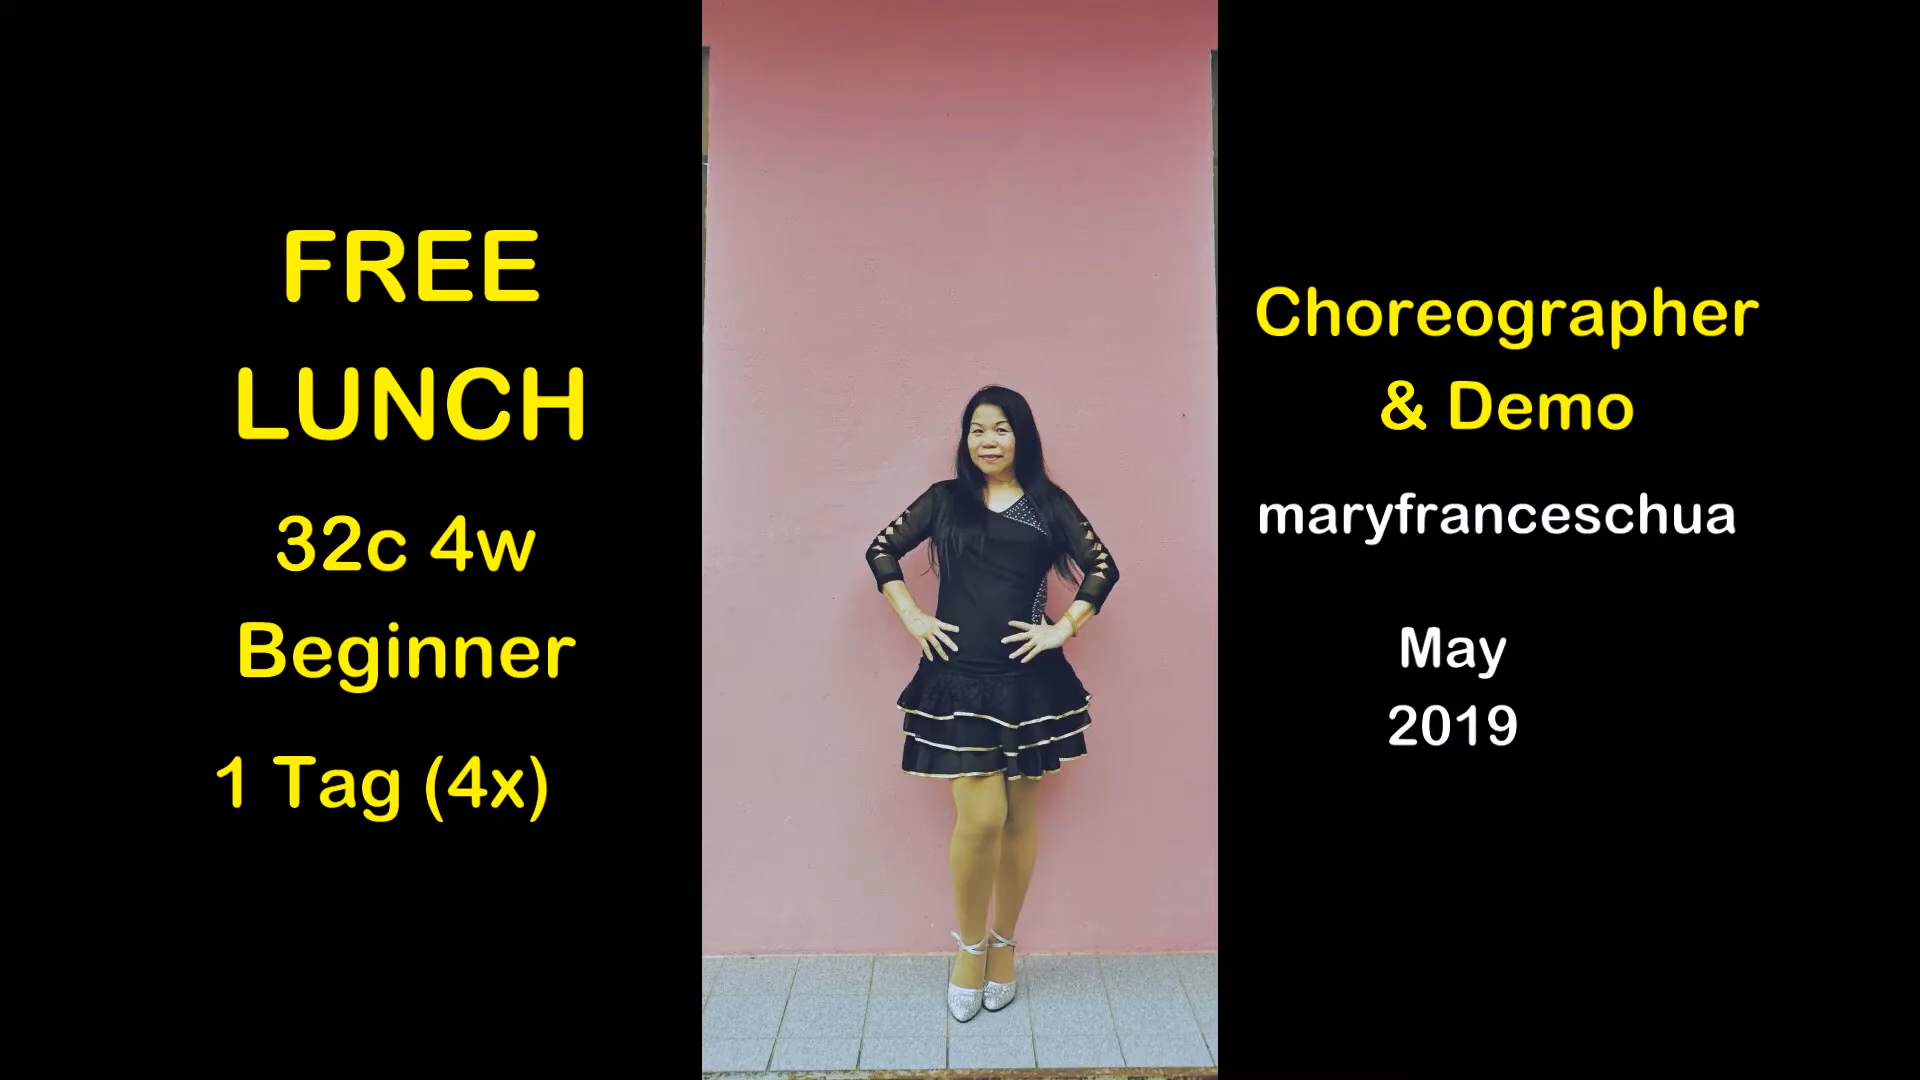 FREE
LUNCH
32c 4w
Beginner
1 Tag (4x)
Choreographer
& Demo
maryfranceschua
May
2019